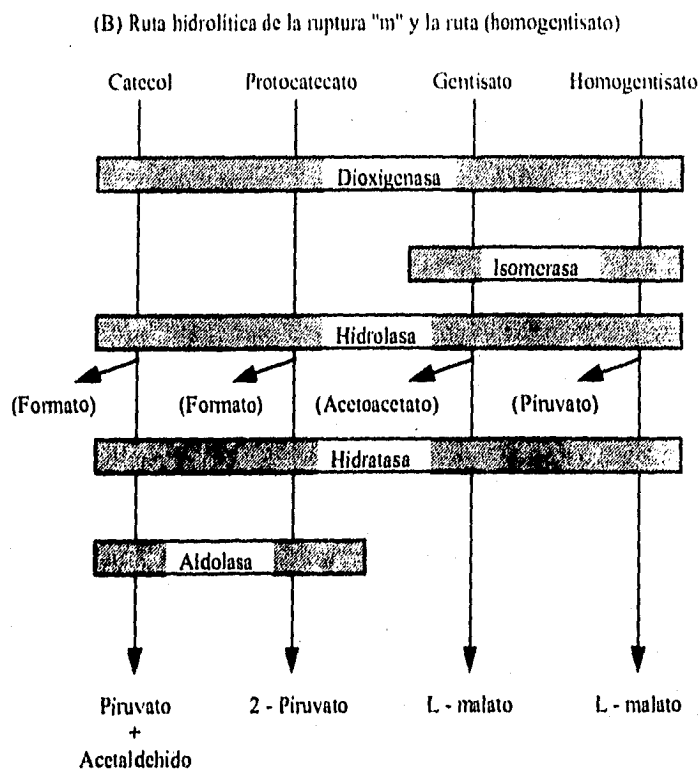 (B) Ruta hidrolítica de la ruptura "m" y la ruta (homogentisato)
Catecol Protocatecato Gentisato Homogentisato
Dioxigenasa
Isomerasa
Hidrolasa
(Formato) (Formato) (Acetoacetato) (Piruvato)
Hidratasa
Aldolasa
Piruvato 2 - Piruvato L - malato L - malato
+
Acetaldehido